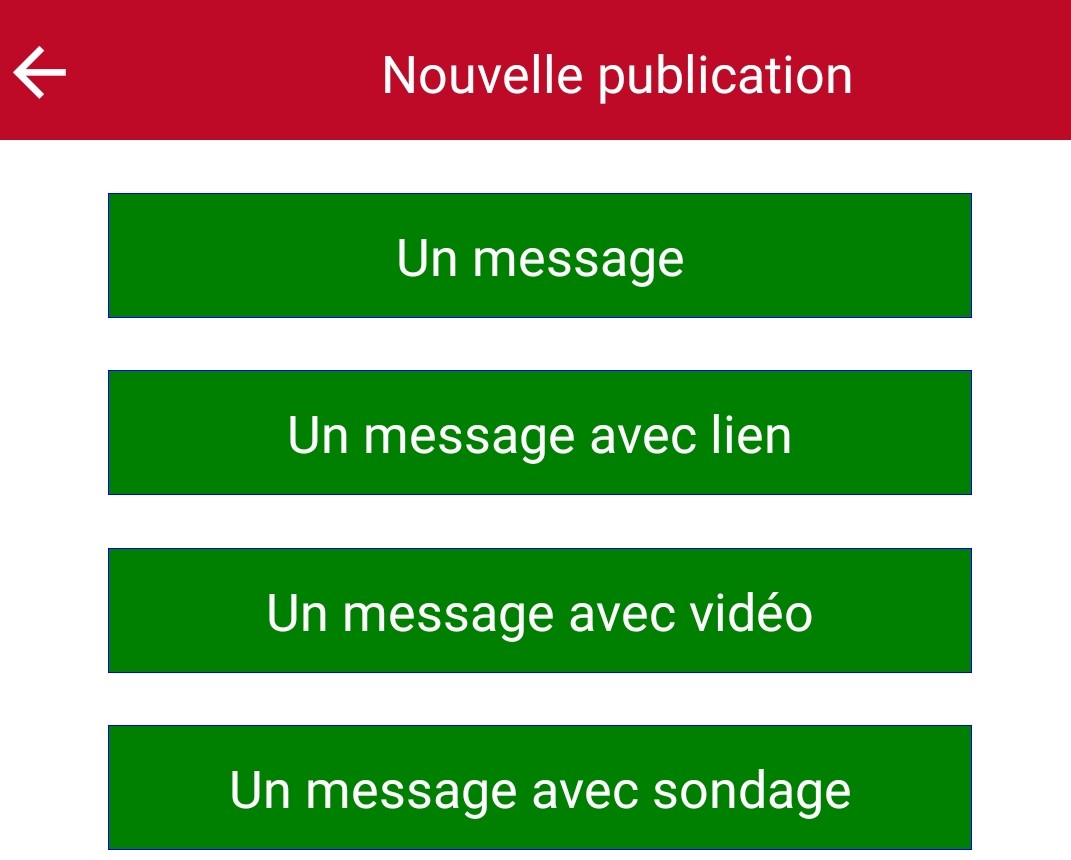 Nouvelle publication
Un message
Un message avec lien
Un message avec vidéo
Un message avec sondage